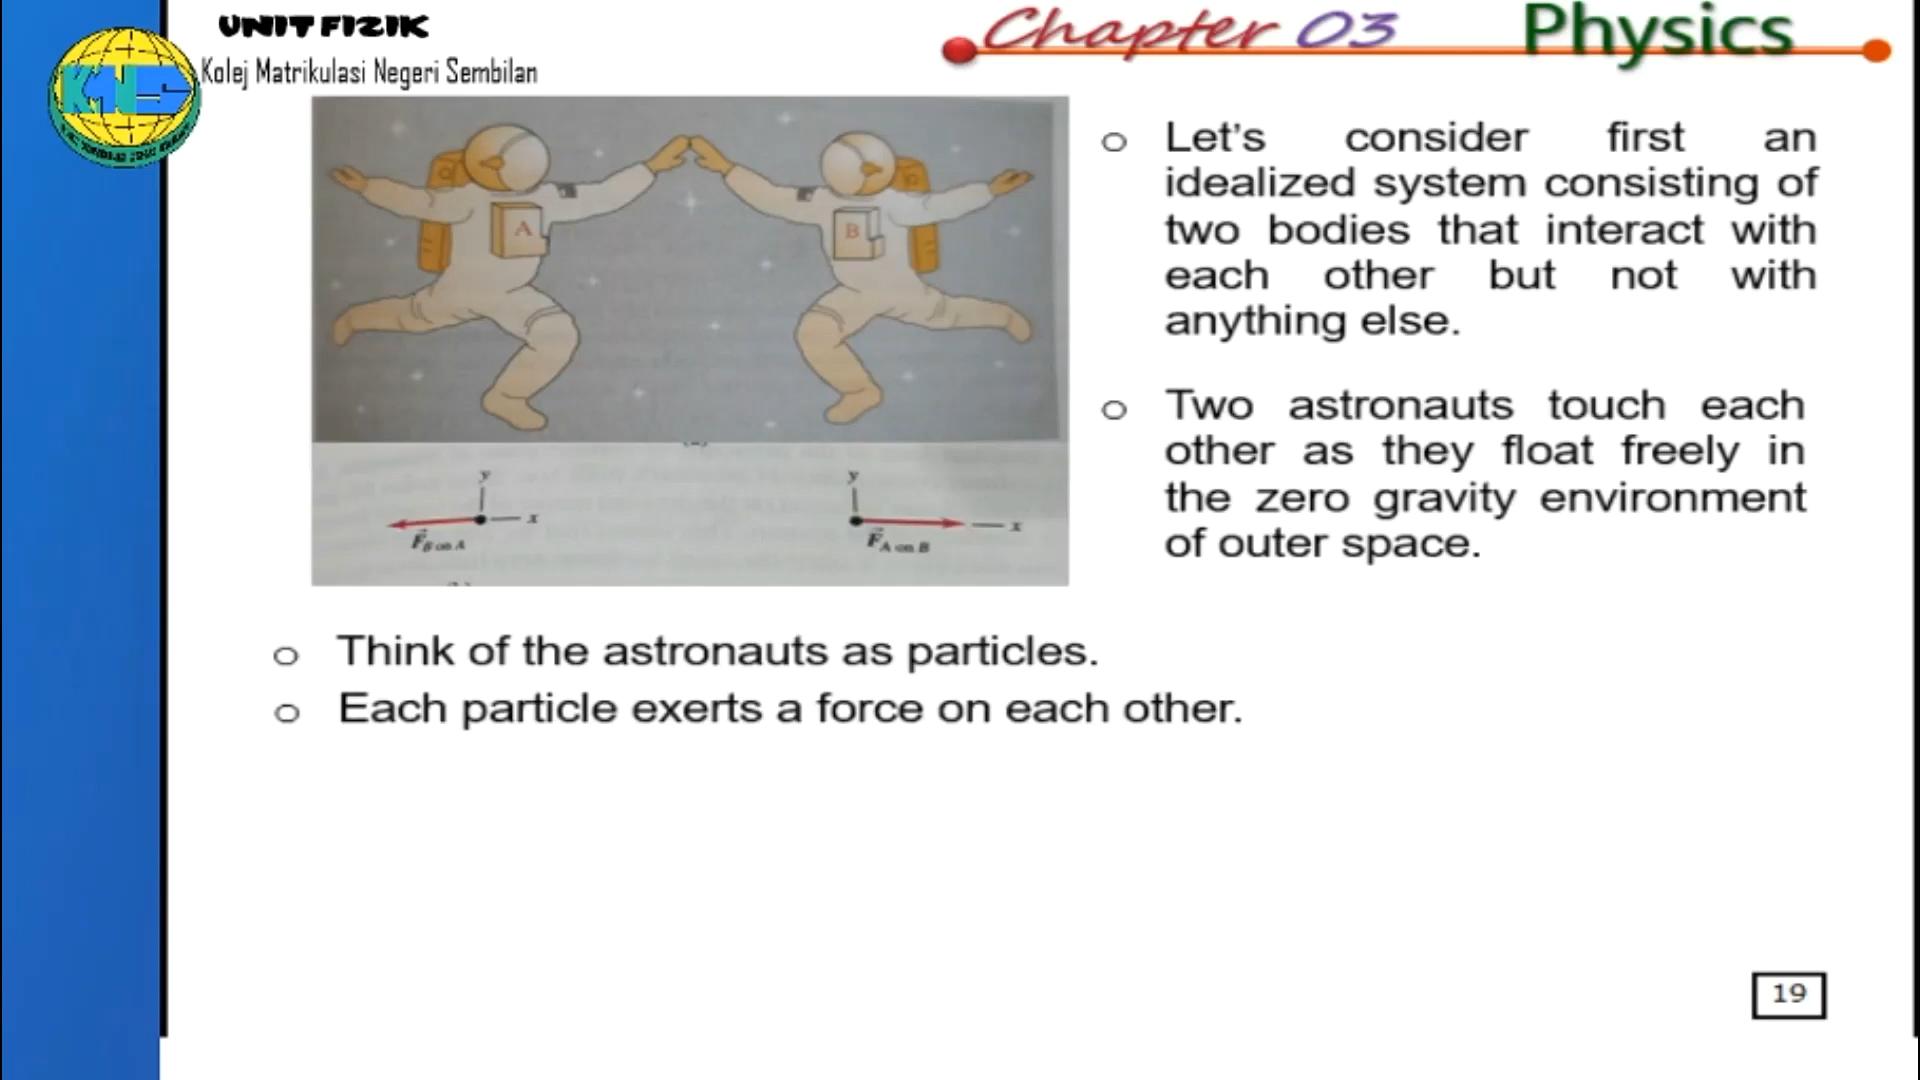 UNIT FIZIK
Kolej Matrikulasi Negeri Sembilan
Chapter 03
Physics
A
B
y
x
F⃗B on A
y
x
F⃗A on B
Let's consider first an
idealized system consisting of
two bodies that interact with
each other but not with
anything else.
Two astronauts touch each
other as they float freely in
the zero gravity environment
of outer space.
Think of the astronauts as particles.
Each particle exerts a force on each other.
19